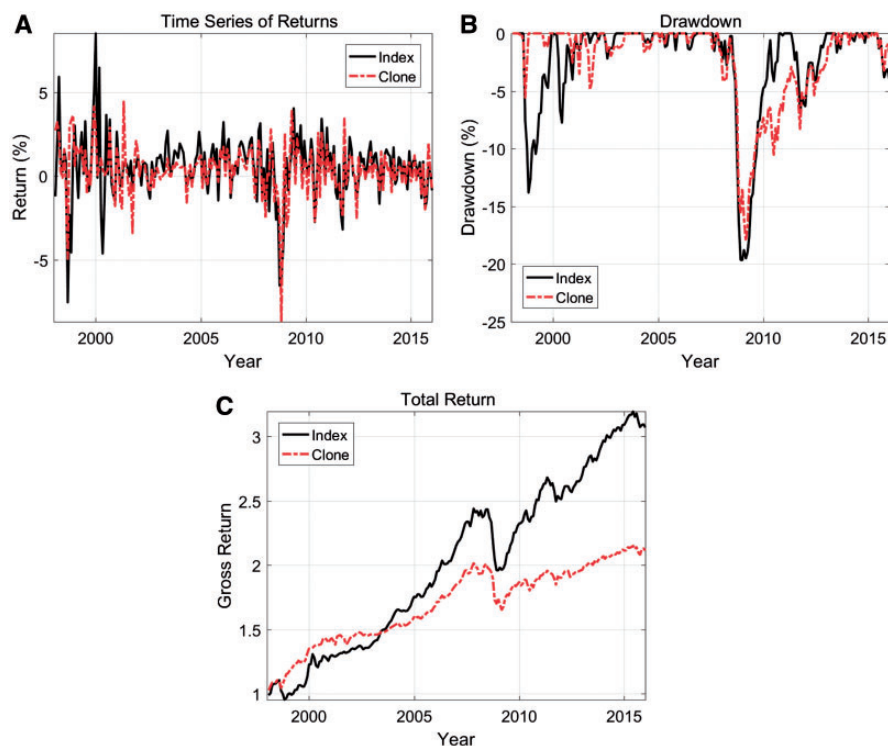 A
Time Series of Returns
Index
Clone
5
0
-5
Return (%)
2000
2005
2010
2015
Year
B
Drawdown
0
-5
-10
-15
-20
-25
Drawdown (%)
Index
Clone
2000
2005
2010
2015
Year
C
Total Return
Index
Clone
3
2.5
2
1.5
1
Gross Return
2000
2005
2010
2015
Year